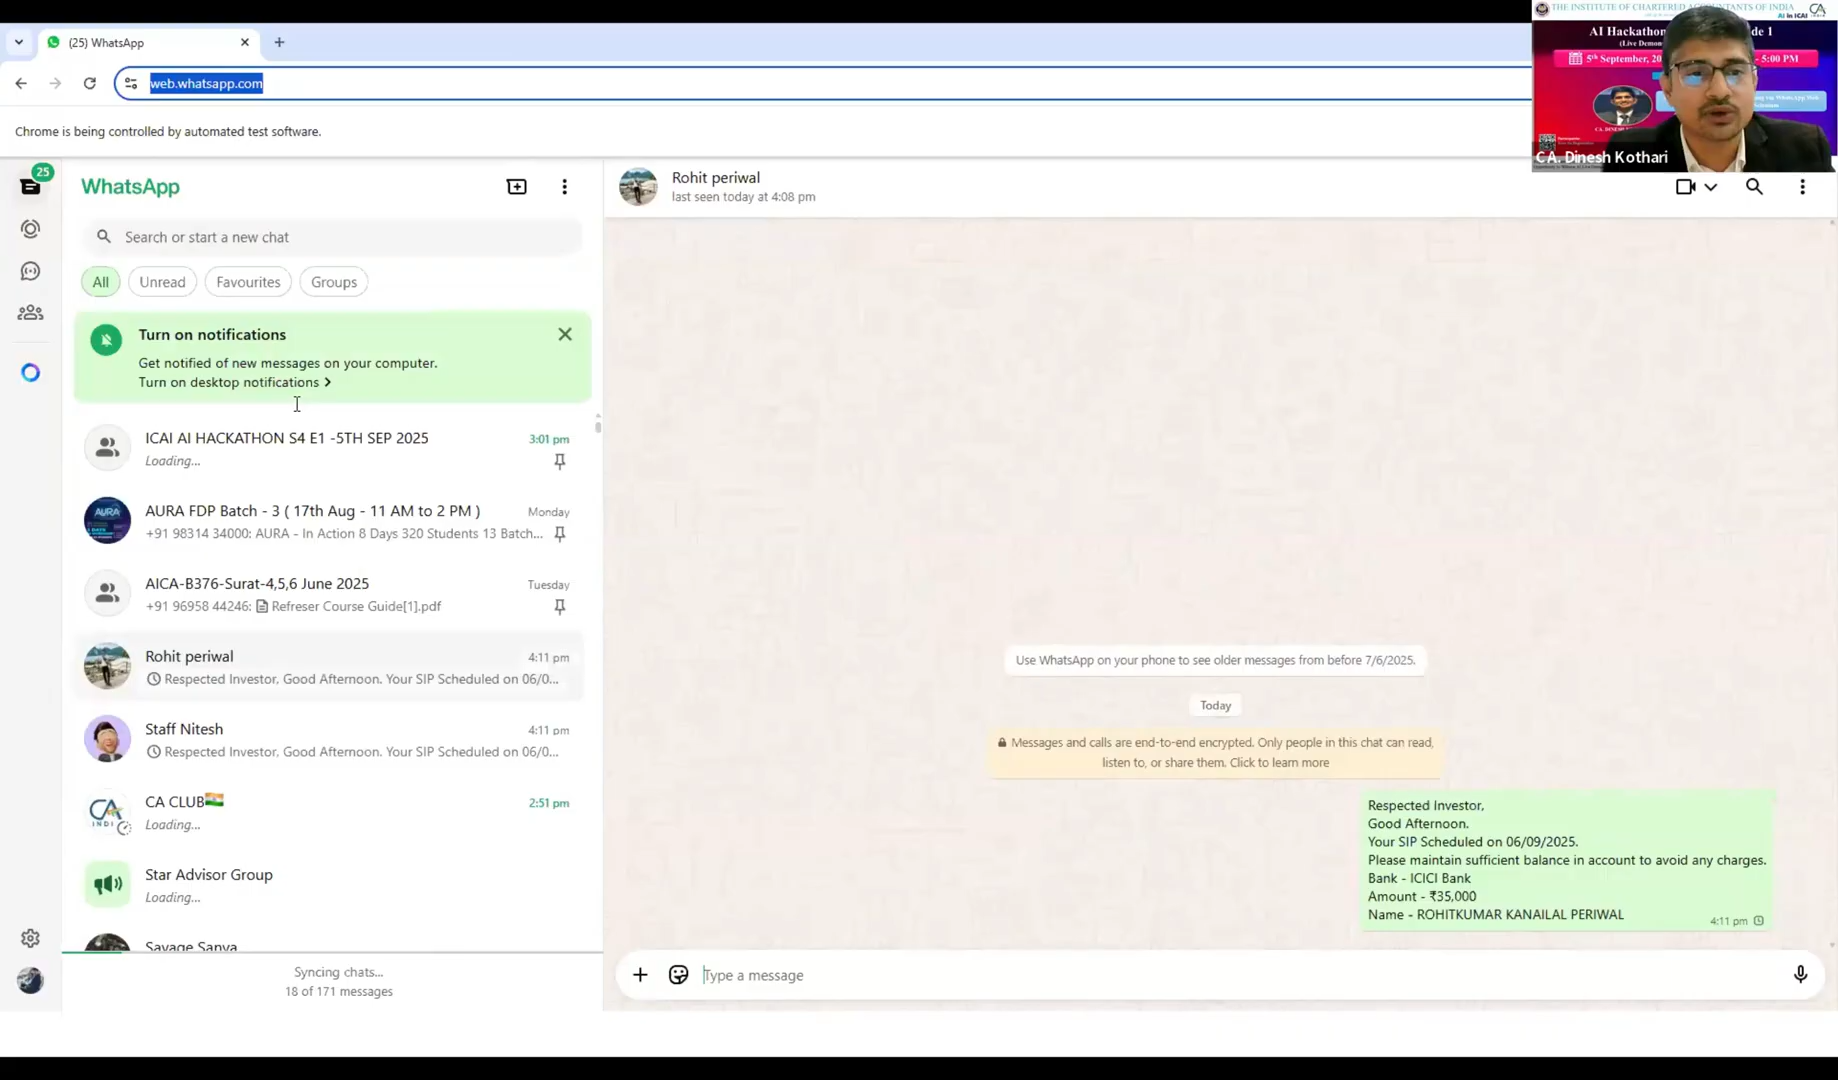 (25) WhatsApp
web.whatsapp.com
Chrome is being controlled by automated test software.
THE INSTITUTE OF CHARTERED ACCOUNTANTS OF INDIA
AI in ICAI
AI Hackathon
de 1
(Live Demon
5th September, 20
- 5:00 PM
CA. Dinesh Kothari
25
WhatsApp
Search or start a new chat
All
Unread
Favourites
Groups
Turn on notifications
Get notified of new messages on your computer.
Turn on desktop notifications >
ICAI AI HACKATHON S4 E1 -5TH SEP 2025
3:01 pm
Loading...
AURA FDP Batch - 3 ( 17th Aug - 11 AM to 2 PM )
Monday
+91 98314 34000: AURA - In Action 8 Days 320 Students 13 Batch...
AICA-B376-Surat-4,5,6 June 2025
Tuesday
+91 96958 44246: Refreser Course Guide[1].pdf
Rohit periwal
4:11 pm
Respected Investor, Good Afternoon. Your SIP Scheduled on 06/0...
Staff Nitesh
4:11 pm
Respected Investor, Good Afternoon. Your SIP Scheduled on 06/0...
CA CLUB🇮🇳
2:51 pm
Loading...
Star Advisor Group
Loading...
Savage Sanya
Syncing chats...
18 of 171 messages
Rohit periwal
last seen today at 4:08 pm
Use WhatsApp on your phone to see older messages from before 7/6/2025.
Today
Messages and calls are end-to-end encrypted. Only people in this chat can read,
listen to, or share them. Click to learn more
Respected Investor,
Good Afternoon.
Your SIP Scheduled on 06/09/2025.
Please maintain sufficient balance in account to avoid any charges.
Bank - ICICI Bank
Amount - ₹35,000
Name - ROHITKUMAR KANAILAL PERIWAL
4:11 pm
Type a message